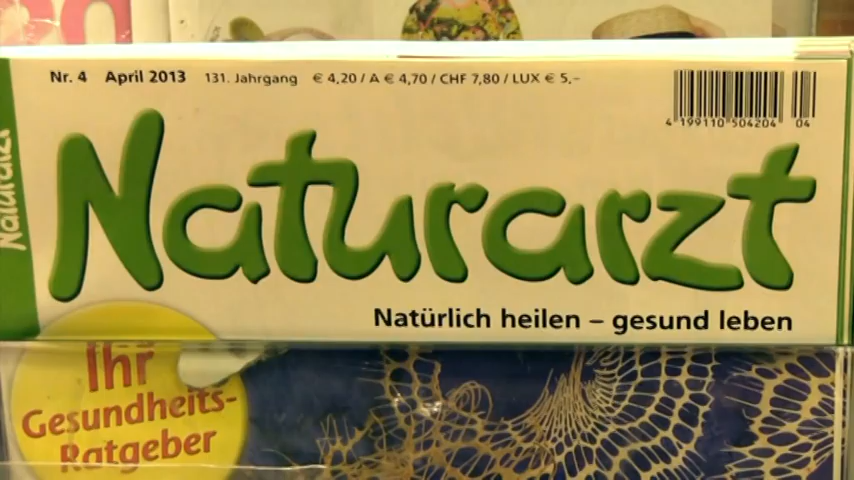 Nr. 4 April 2013 131. Jahrgang € 4,20 / A € 4,70 / CHF 7,80 / LUX € 5,-
4 199110 504204 04
Naturarzt
Naturarzt
Natürlich heilen – gesund leben
Ihr
Gesundheits-
Ratgeber